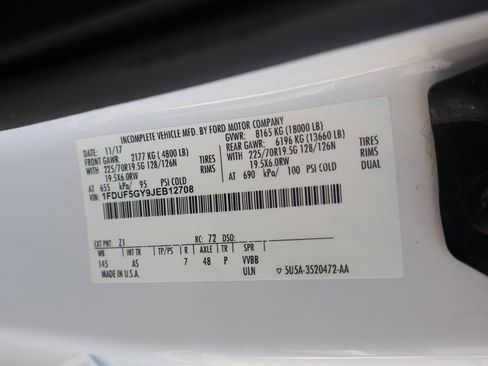 INCOMPLETE VEHICLE MFD. BY FORD MOTOR COMPANY
DATE: 11/17 GVWR: 8165 KG (18000 LB)
FRONT GAWR: 2177 KG (4800 LB) REAR GAWR: 6196 KG (13660 LB)
225/70R19.5G 128/126N TIRES 225/70R19.5G 128/126N TIRES
19.5X6.0RW RIMS 19.5X6.0RW RIMS
AT 655 kPa/ 95 PSI COLD AT 690 kPa/ 100 PSI COLD DUAL
VIN: 1FDUF5GY9JEB12708
EXT PNT: Z1 RC: 72 DSO:
WB INT TR TP/PS R AXLE TR SPR
145 AS 7 48 P VVBB
MADE IN U.S.A. ULN ▽ 5U5A-3520472-AA